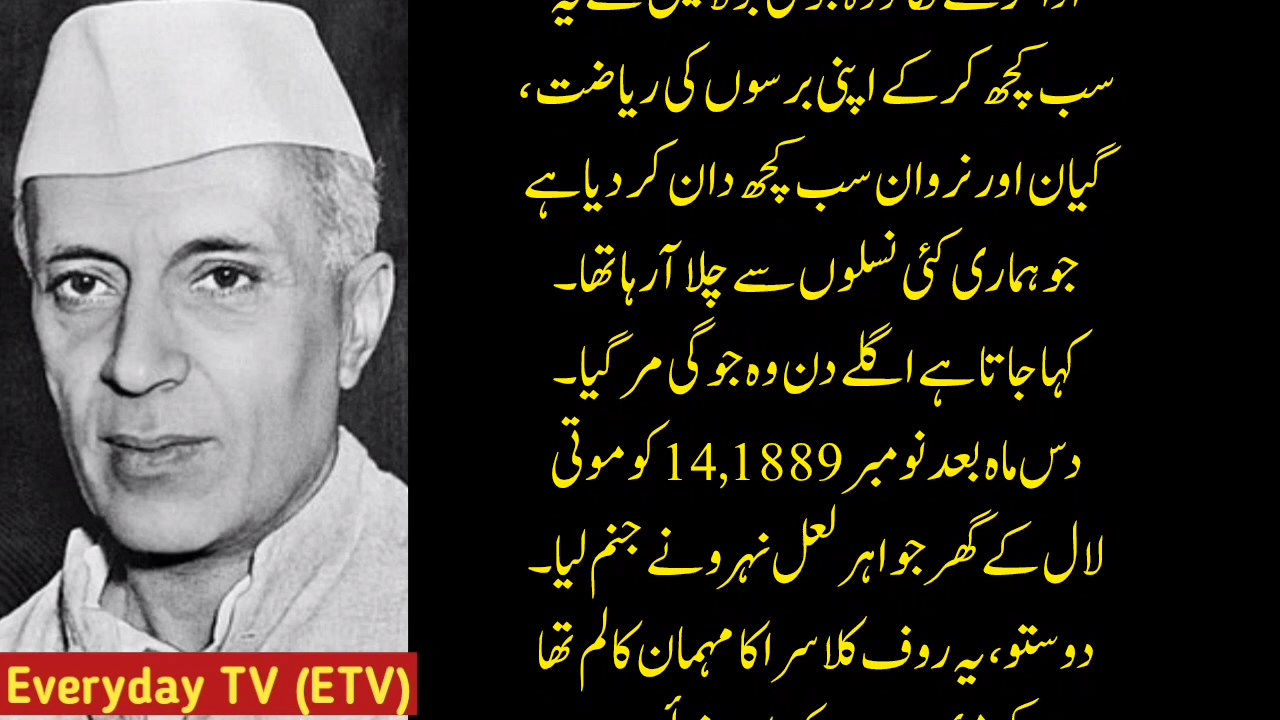 سب کچھ کر کے اپنی برسوں کی ریاضت،
گیان اور نروان سب کچھ دان کر دیا ہے
جو ہماری کئی نسلوں سے چلا آ رہا تھا۔
کہا جاتا ہے اگلے دن وہ جوگی مر گیا۔
دس ماہ بعد نومبر 14,1889 کو موتی
لال کے گھر جواہر لعل نہرو نے جنم لیا۔
دوستو، یہ روف کلاسرا کا مہمان کالم تھا
Everyday TV (ETV)